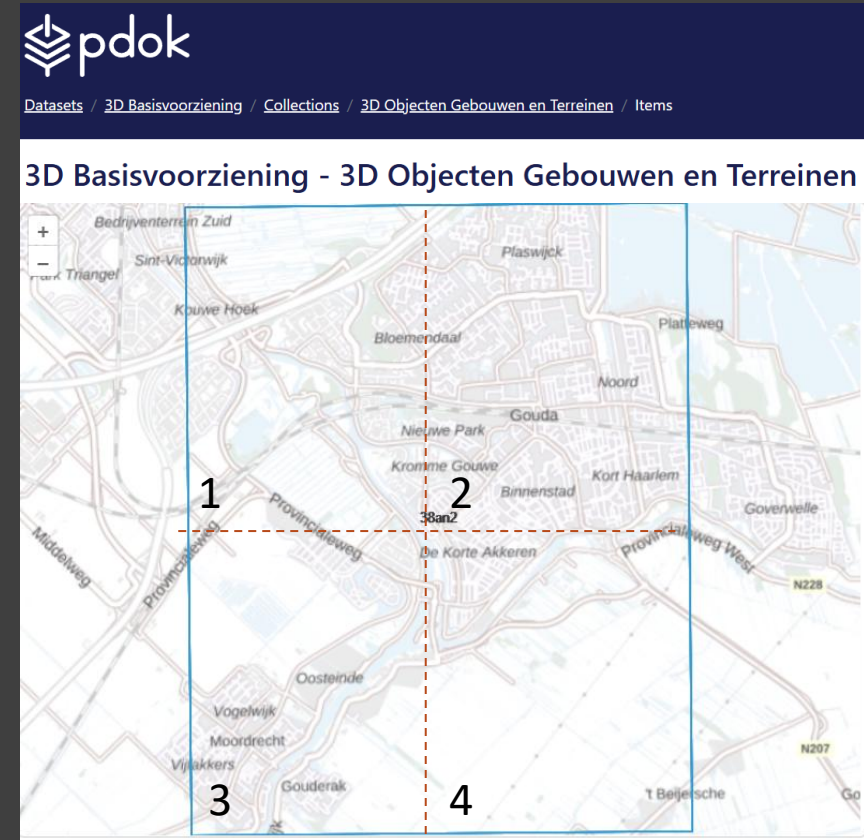 pdok
Datasets / 3D Basisvoorziening / Collections / 3D Objecten Gebouwen en Terreinen / Items
3D Basisvoorziening - 3D Objecten Gebouwen en Terreinen
+
−
Bedrijventerrein Zuid
Sint-Victorwijk
Park Triangel
Plaswijck
Kouwe Hoek
Platteweg
Bloemendaal
Noord
Gouda
Nieuwe Park
Kromme Gouwe
Kort Haarlem
1
2
Binnenstad
Goverwelle
38an2
Provincialeweg
Middelweg
Provincialeweg
De Korte Akkeren
Provincialeweg West
N228
Oosteinde
Vogelwijk
Moordrecht
N207
Vijfakkers
Gouderak
't Beijersche
Go
3
4
jk